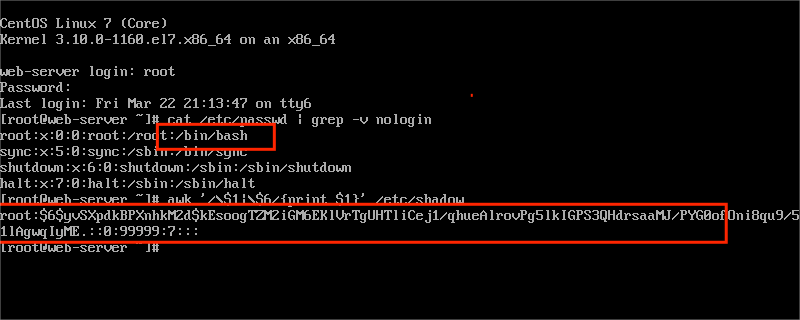 CentOS Linux 7 (Core)
Kernel 3.10.0-1160.el7.x86_64 on an x86_64
web-server login: root
Password:
Last login: Fri Mar 22 21:13:47 on tty6
[root@web-server ~]# cat /etc/passwd | grep -v nologin
root:x:0:0:root:/root:/bin/bash
sync:x:5:0:sync:/sbin:/bin/sync
shutdown:x:6:0:shutdown:/sbin:/sbin/shutdown
halt:x:7:0:halt:/sbin:/sbin/halt
[root@web-server ~]# awk '/\$1|\$6/{print $1}' /etc/shadow
root:$6$yvSXpdkBPXnhkMZd$kEsoogTZMZiGM6EKlVrTgUHTliCej1/qhueAlrovPg5lkIGPS3QHdrsaaMJ/PYG0ofOni8qu9/5
1lAgwqIyME.::0:99999:7:::
[root@web-server ~]#